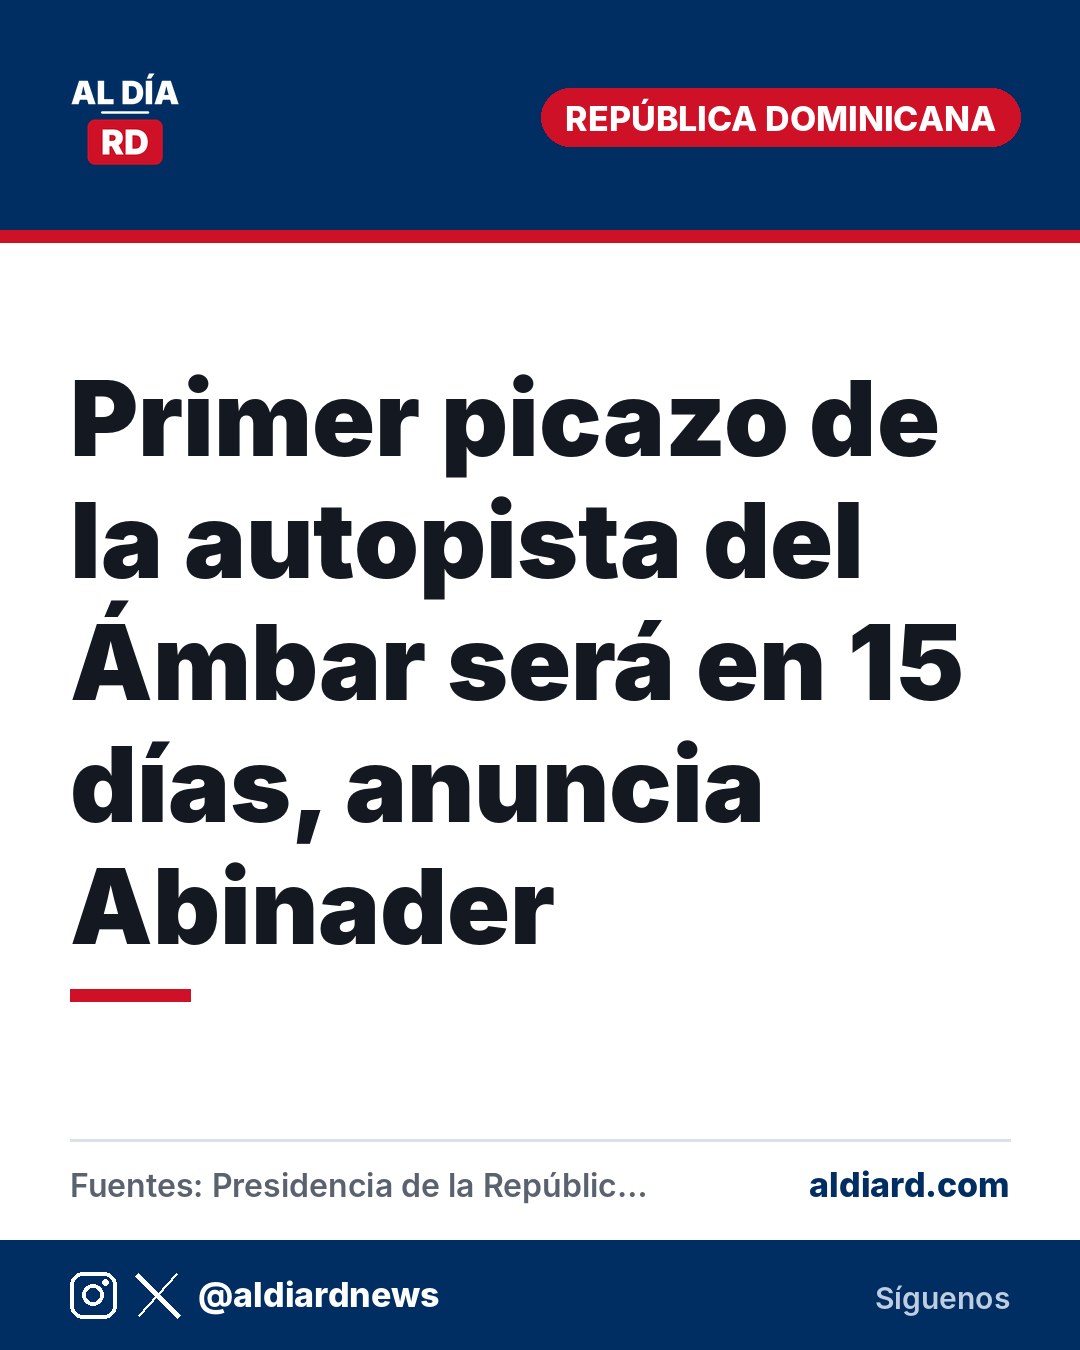 AL DÍA
RD
REPÚBLICA DOMINICANA
Primer picazo de
la autopista del
Ámbar será en 15
días, anuncia
Abinader
Fuentes: Presidencia de la Repúblic...
aldiard.com
@aldiardnews
Síguenos